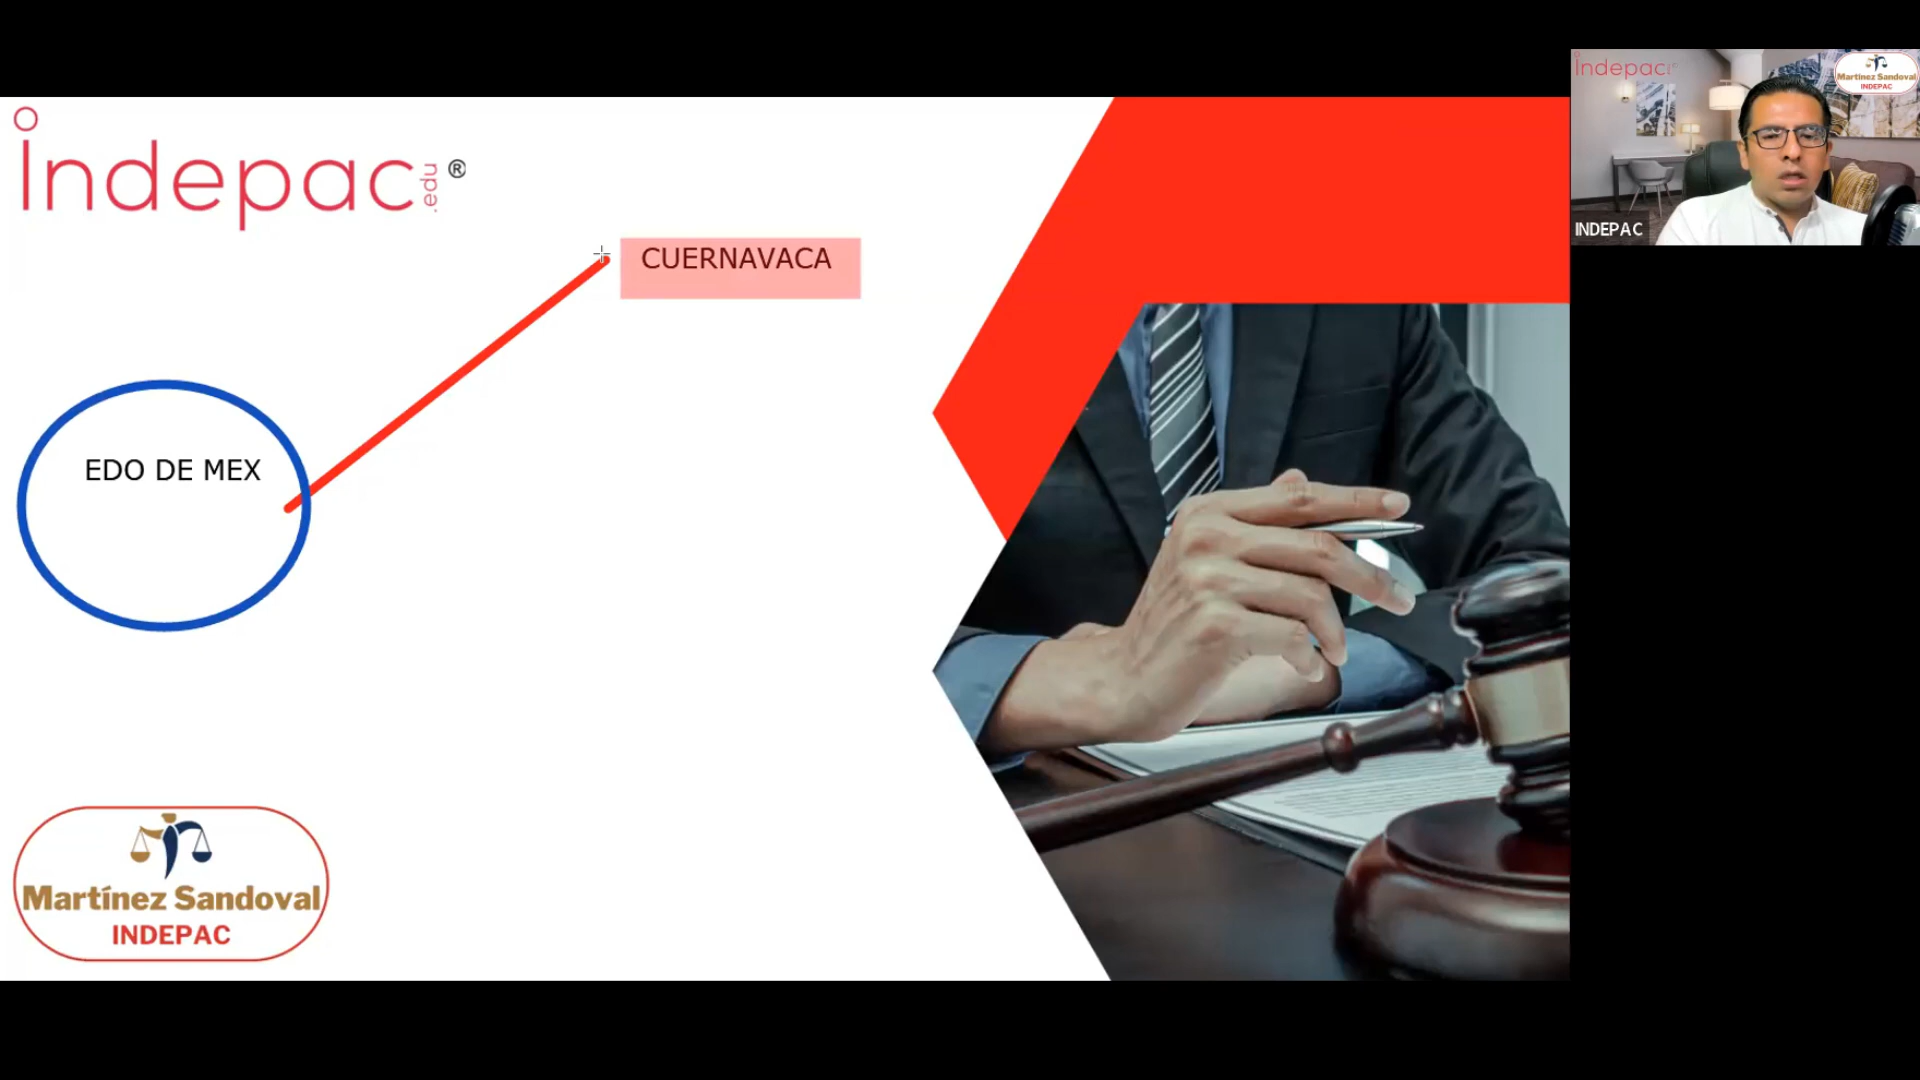 indepac.edu®
CUERNAVACA
EDO DE MEX
Martínez Sandoval
INDEPAC
indepac
Martínez Sandoval
INDEPAC
INDEPAC